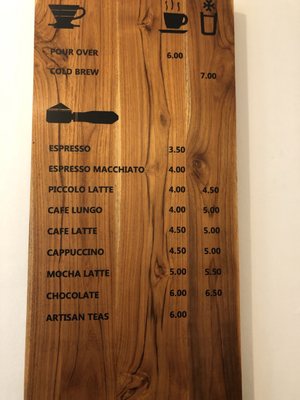 POUR OVER 6.00
COLD BREW 7.00
ESPRESSO 3.50
ESPRESSO MACCHIATO 4.00
PICCOLO LATTE 4.00 4.50
CAFE LUNGO 4.00 5.00
CAFE LATTE 4.50 5.00
CAPPUCCINO 4.50 5.00
MOCHA LATTE 5.00 5.50
CHOCOLATE 6.00 6.50
ARTISAN TEAS 6.00